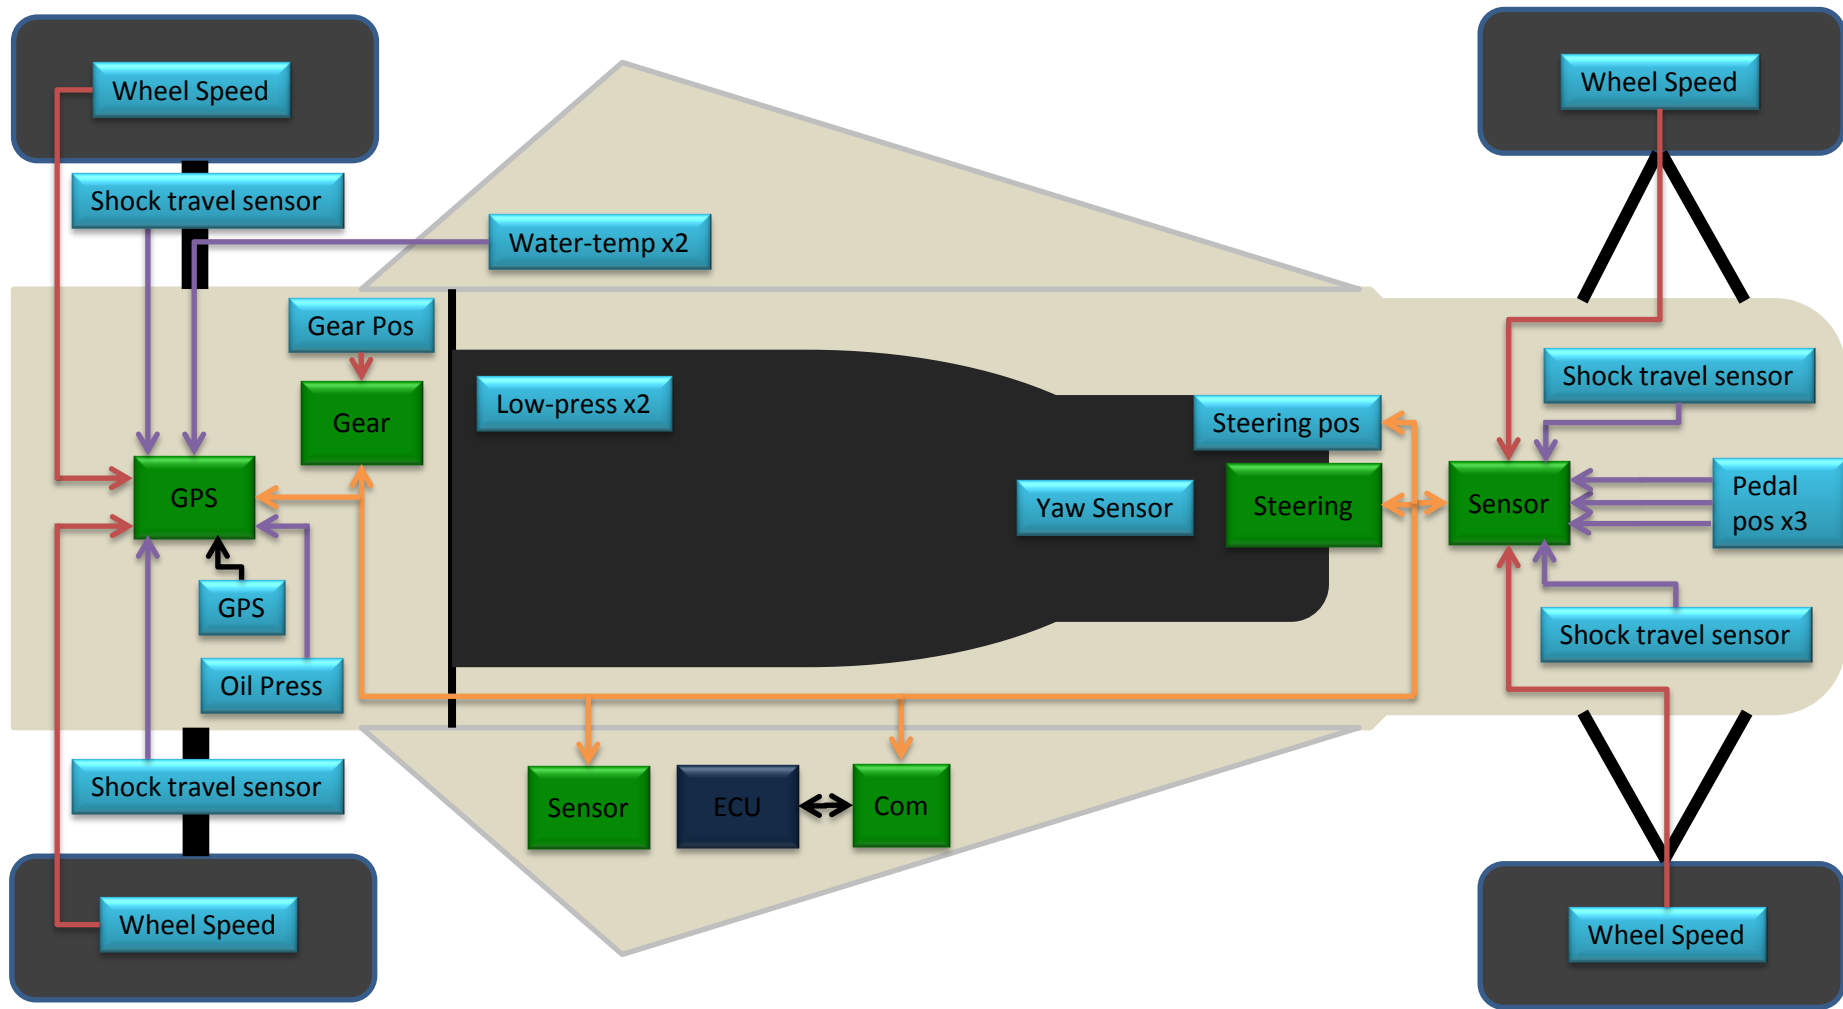 Wheel Speed
Wheel Speed
Shock travel sensor
Water-temp x2
Gear Pos
Shock travel sensor
Low-press x2
Gear
Steering pos
GPS
Yaw Sensor
Steering
Sensor
Pedal
pos x3
GPS
Shock travel sensor
Oil Press
Shock travel sensor
Sensor
ECU
Com
Wheel Speed
Wheel Speed